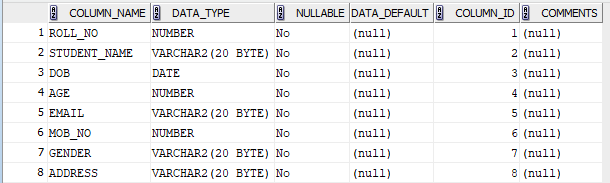 COLUMN_NAME DATA_TYPE NULLABLE DATA_DEFAULT COLUMN_ID COMMENTS
1 ROLL_NO NUMBER No (null) 1 (null)
2 STUDENT_NAME VARCHAR2(20 BYTE) No (null) 2 (null)
3 DOB DATE No (null) 3 (null)
4 AGE NUMBER No (null) 4 (null)
5 EMAIL VARCHAR2(20 BYTE) No (null) 5 (null)
6 MOB_NO NUMBER No (null) 6 (null)
7 GENDER VARCHAR2(20 BYTE) No (null) 7 (null)
8 ADDRESS VARCHAR2(20 BYTE) No (null) 8 (null)